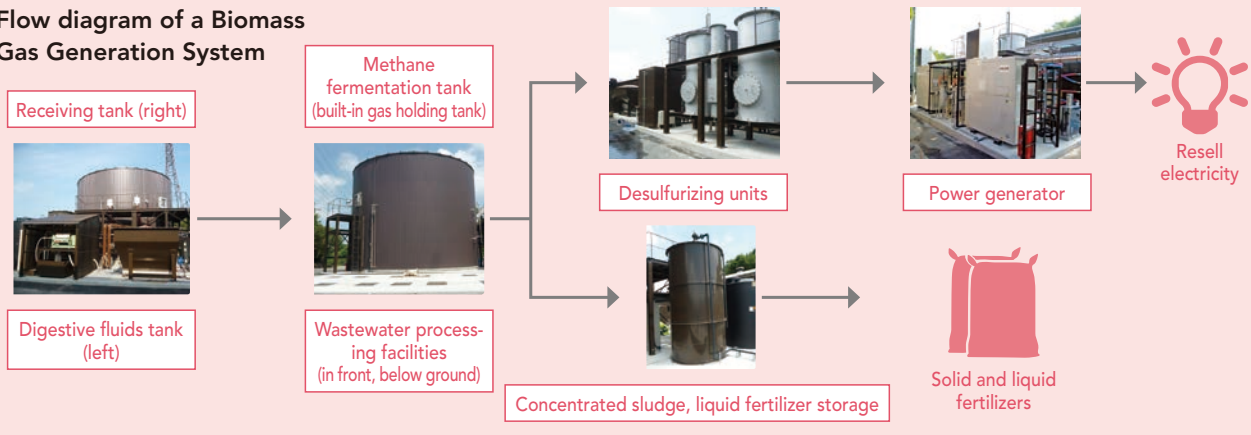 Flow diagram of a Biomass
Gas Generation System
Receiving tank (right)
Digestive fluids tank
(left)
Methane
fermentation tank
(built-in gas holding tank)
Wastewater process-
ing facilities
(in front, below ground)
Desulfurizing units
Power generator
Resell
electricity
Concentrated sludge, liquid fertilizer storage
Solid and liquid
fertilizers